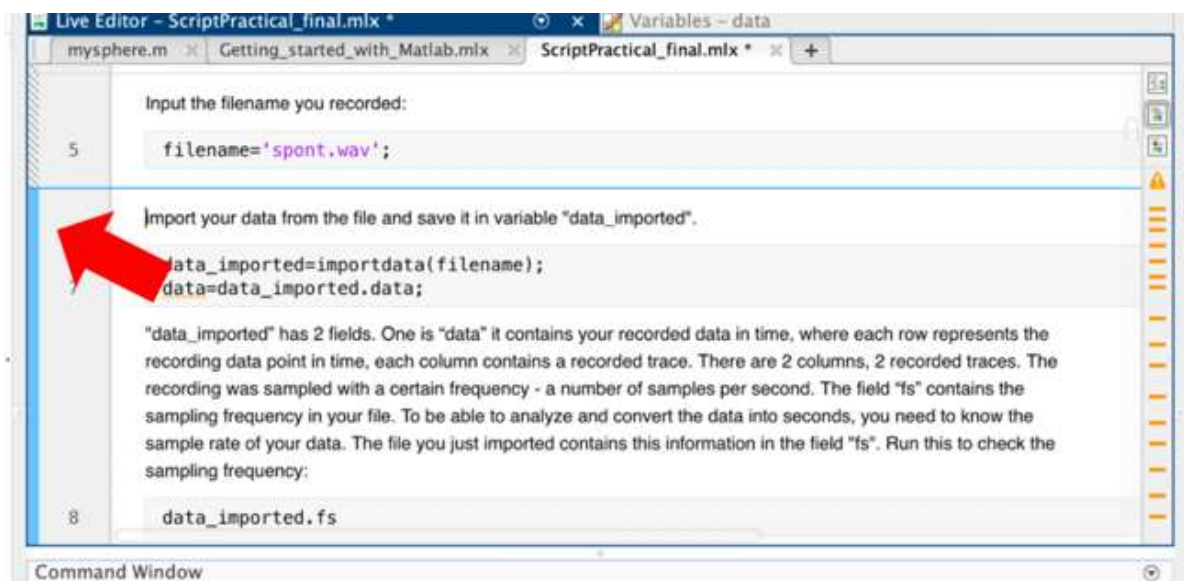 Live Editor – ScriptPractical_final.mlx *
Variables – data
mysphere.m
Getting_started_with_Matlab.mlx
ScriptPractical_final.mlx *
+
Input the filename you recorded:
5 filename='spont.wav';
Import your data from the file and save it in variable "data_imported".
data_imported=importdata(filename);
7 data=data_imported.data;
"data_imported" has 2 fields. One is "data" it contains your recorded data in time, where each row represents the
recording data point in time, each column contains a recorded trace. There are 2 columns, 2 recorded traces. The
recording was sampled with a certain frequency - a number of samples per second. The field "fs" contains the
sampling frequency in your file. To be able to analyze and convert the data into seconds, you need to know the
sample rate of your data. The file you just imported contains this information in the field "fs". Run this to check the
sampling frequency:
8 data_imported.fs
Command Window